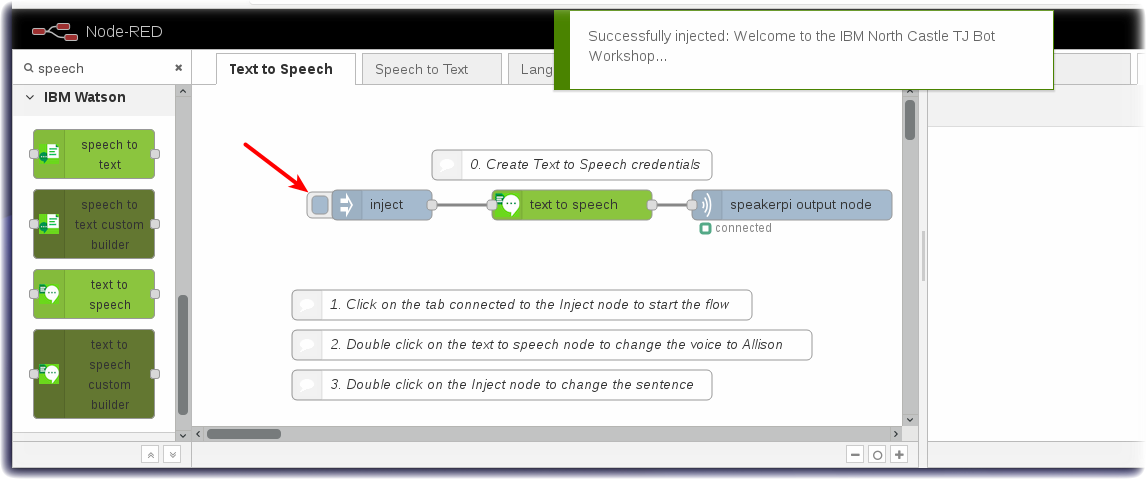 Node-RED
Successfully injected: Welcome to the IBM North Castle TJ Bot
Workshop...
speech
Text to Speech
Speech to Text
Lang
IBM Watson
speech to
text
speech to
text custom
builder
text to
speech
text to
speech
custom
builder
0. Create Text to Speech credentials
inject
text to speech
speakerpi output node
connected
1. Click on the tab connected to the Inject node to start the flow
2. Double click on the text to speech node to change the voice to Allison
3. Double click on the Inject node to change the sentence